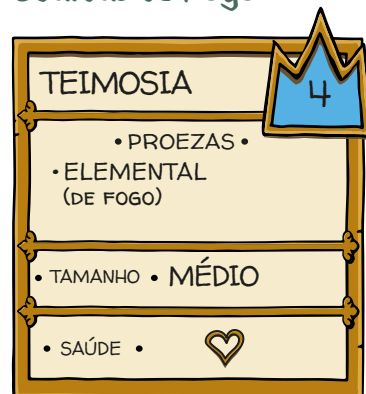 TEIMOSIA
4
• PROEZAS •
• ELEMENTAL
(DE FOGO)
• TAMANHO • MÉDIO
• SAÚDE •